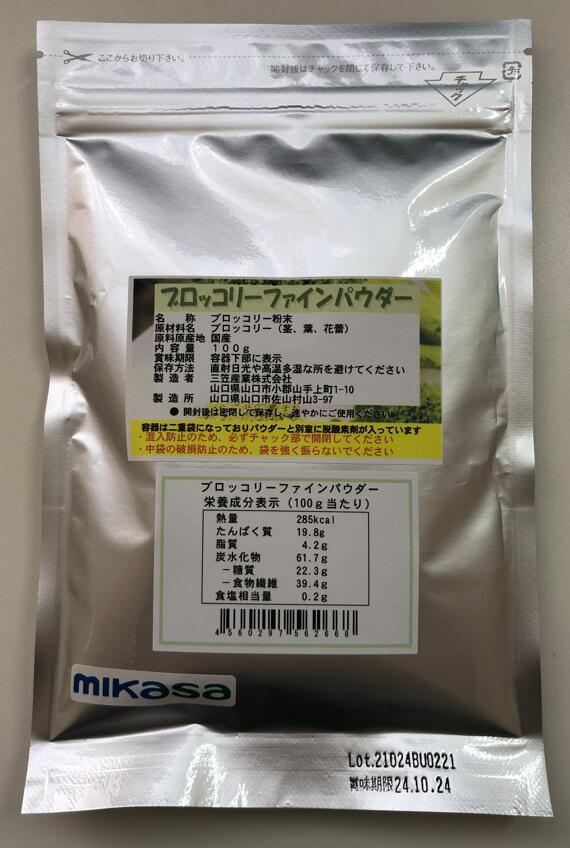 ここからお切り下さい。
開封後はチャックを閉じて保存して下さい。
チャック
プラ
ブロッコリーファインパウダー
名 称 ブロッコリー粉末
原材料名 ブロッコリー（茎、葉、花蕾）
原料原産地 国産
内容量 １００ｇ
賞味期限 容器下部に表示
保存方法 直射日光や高温多湿な所を避けてください
製造者 三笠産業株式会社
山口県山口市小郡山手上町1-10
製造所 山口県山口市佐山村山3-97
● 開封後は密閉して保存し、速やかにご使用ください
容器は二重袋になっておりパウダーと別室に脱酸素剤が入っています
・混入防止のため、必ずチャック部で開閉してください
・中袋の破損防止のため、袋を強く振らないでください
ブロッコリーファインパウダー
栄養成分表示（100ｇ当たり）
熱量 285kcal
たんぱく質 19.8g
脂質 4.2g
炭水化物 61.7g
－糖質 22.3g
－食物繊維 39.4g
食塩相当量 0.2g
4560297562668
mikasa
Lot.21024BU0221
賞味期限24.10.24